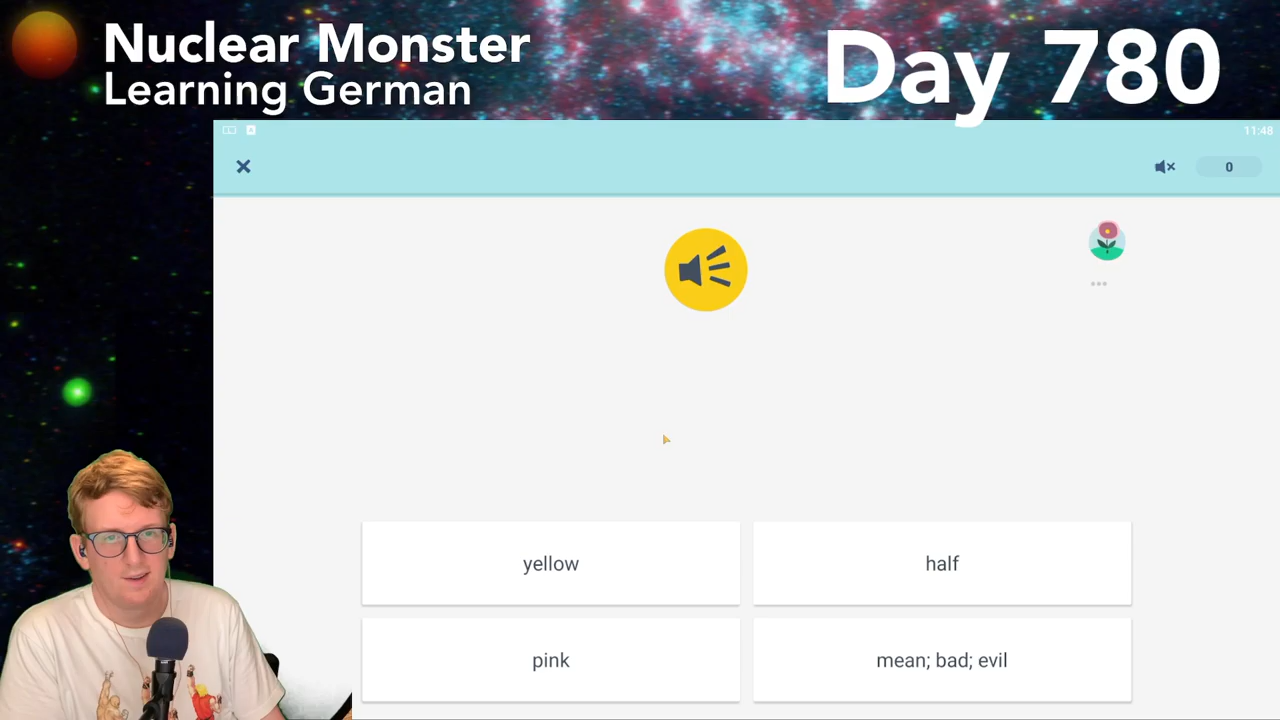 Nuclear Monster
Learning German
Day 780
11:48
0
yellow
half
pink
mean; bad; evil